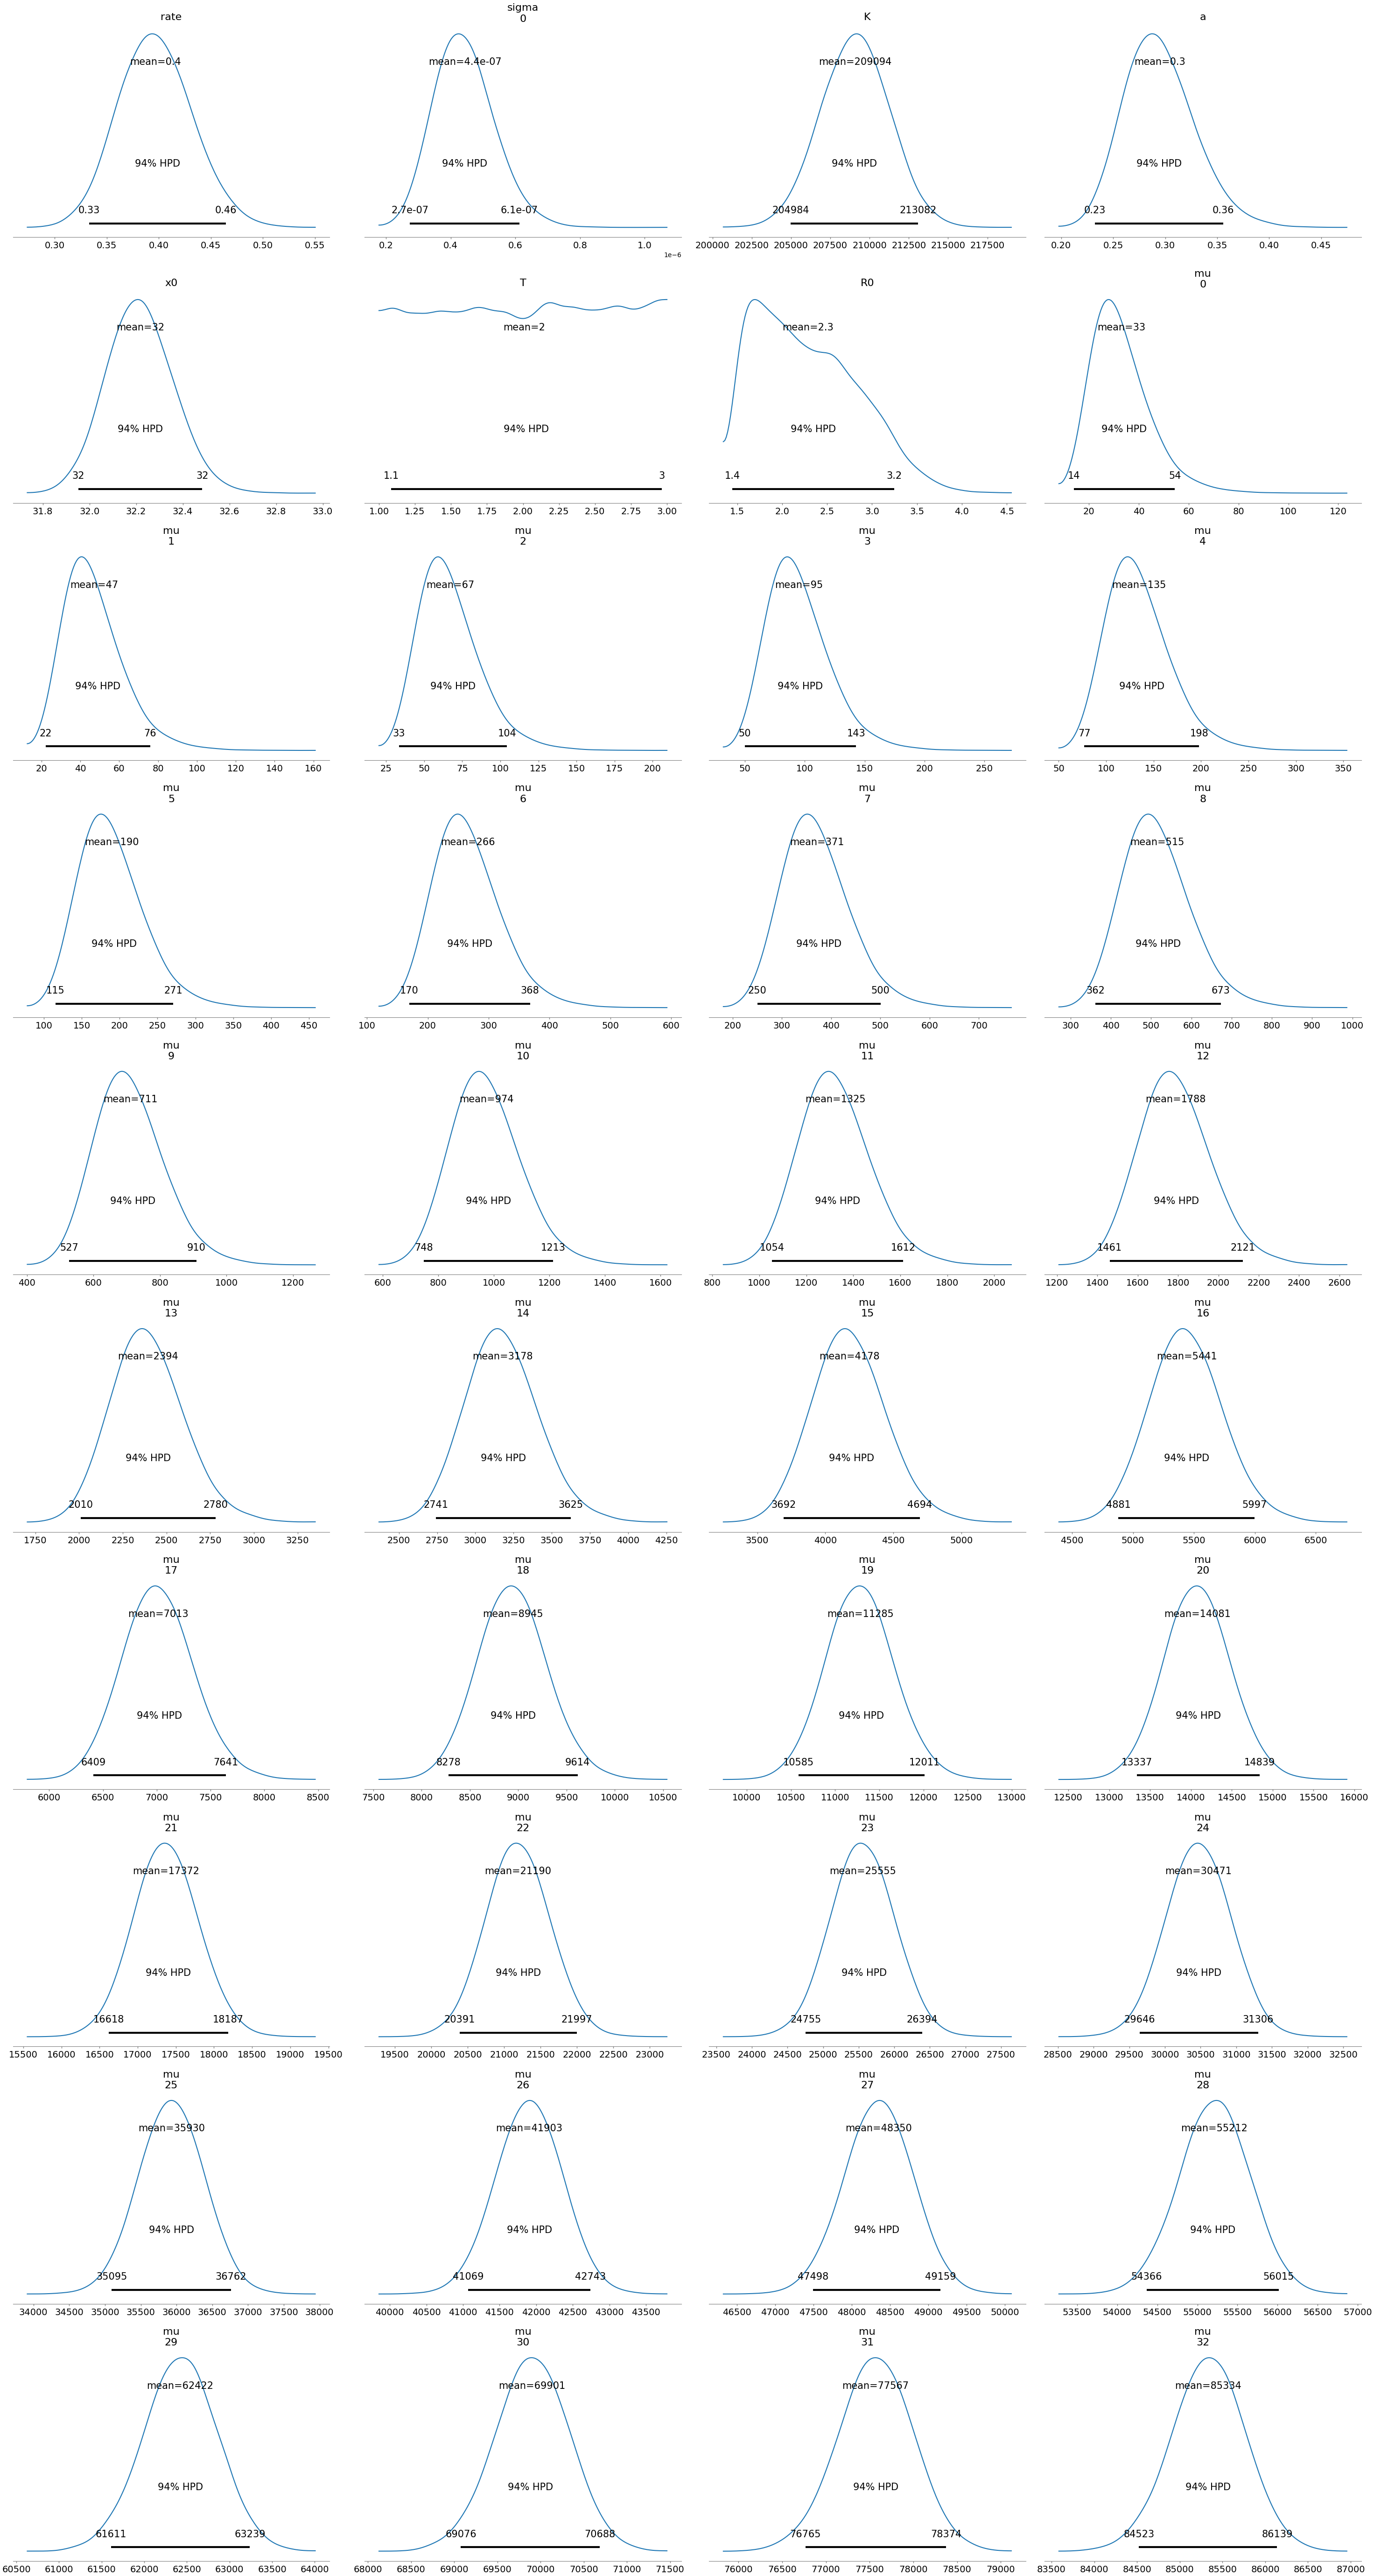 rate
mean=0.4
94% HPD
0.33 0.46
0.30 0.35 0.40 0.45 0.50 0.55
sigma
0
mean=4.4e-07
94% HPD
2.7e-07 6.1e-07
0.2 0.4 0.6 0.8 1.0
1e−6
K
mean=209094
94% HPD
204984 213082
200000 202500 205000 207500 210000 212500 215000 217500
a
mean=0.3
94% HPD
0.23 0.36
0.20 0.25 0.30 0.35 0.40 0.45
x0
mean=32
94% HPD
32 32
31.8 32.0 32.2 32.4 32.6 32.8 33.0
T
mean=2
94% HPD
1.1 3
1.00 1.25 1.50 1.75 2.00 2.25 2.50 2.75 3.00
R0
mean=2.3
94% HPD
1.4 3.2
1.5 2.0 2.5 3.0 3.5 4.0 4.5
mu
0
mean=33
94% HPD
14 54
20 40 60 80 100 120
mu
1
mean=47
94% HPD
22 76
20 40 60 80 100 120 140 160
mu
2
mean=67
94% HPD
33 104
25 50 75 100 125 150 175 200
mu
3
mean=95
94% HPD
50 143
50 100 150 200 250
mu
4
mean=135
94% HPD
77 198
50 100 150 200 250 300 350
mu
5
mean=190
94% HPD
115 271
100 150 200 250 300 350 400 450
mu
6
mean=266
94% HPD
170 368
100 200 300 400 500 600
mu
7
mean=371
94% HPD
250 500
200 300 400 500 600 700
mu
8
mean=515
94% HPD
362 673
300 400 500 600 700 800 900 1000
mu
9
mean=711
94% HPD
527 910
400 600 800 1000 1200
mu
10
mean=974
94% HPD
748 1213
600 800 1000 1200 1400 1600
mu
11
mean=1325
94% HPD
1054 1612
800 1000 1200 1400 1600 1800 2000
mu
12
mean=1788
94% HPD
1461 2121
1200 1400 1600 1800 2000 2200 2400 2600
mu
13
mean=2394
94% HPD
2010 2780
1750 2000 2250 2500 2750 3000 3250
mu
14
mean=3178
94% HPD
2741 3625
2500 2750 3000 3250 3500 3750 4000 4250
mu
15
mean=4178
94% HPD
3692 4694
3500 4000 4500 5000
mu
16
mean=5441
94% HPD
4881 5997
4500 5000 5500 6000 6500
mu
17
mean=7013
94% HPD
6409 7641
6000 6500 7000 7500 8000 8500
mu
18
mean=8945
94% HPD
8278 9614
7500 8000 8500 9000 9500 10000 10500
mu
19
mean=11285
94% HPD
10585 12011
10000 10500 11000 11500 12000 12500 13000
mu
20
mean=14081
94% HPD
13337 14839
12500 13000 13500 14000 14500 15000 15500 16000
mu
21
mean=17372
94% HPD
16618 18187
15500 16000 16500 17000 17500 18000 18500 19000 19500
mu
22
mean=21190
94% HPD
20391 21997
19500 20000 20500 21000 21500 22000 22500 23000
mu
23
mean=25555
94% HPD
24755 26394
23500 24000 24500 25000 25500 26000 26500 27000 27500
mu
24
mean=30471
94% HPD
29646 31306
28500 29000 29500 30000 30500 31000 31500 32000 32500
mu
25
mean=35930
94% HPD
35095 36762
34000 34500 35000 35500 36000 36500 37000 37500 38000
mu
26
mean=41903
94% HPD
41069 42743
40000 40500 41000 41500 42000 42500 43000 43500
mu
27
mean=48350
94% HPD
47498 49159
46500 47000 47500 48000 48500 49000 49500 50000
mu
28
mean=55212
94% HPD
54366 56015
53500 54000 54500 55000 55500 56000 56500 57000
mu
29
mean=62422
94% HPD
61611 63239
60500 61000 61500 62000 62500 63000 63500 64000
mu
30
mean=69901
94% HPD
69076 70688
68000 68500 69000 69500 70000 70500 71000 71500
mu
31
mean=77567
94% HPD
76765 78374
76000 76500 77000 77500 78000 78500 79000
mu
32
mean=85334
94% HPD
84523 86139
83500 84000 84500 85000 85500 86000 86500 87000